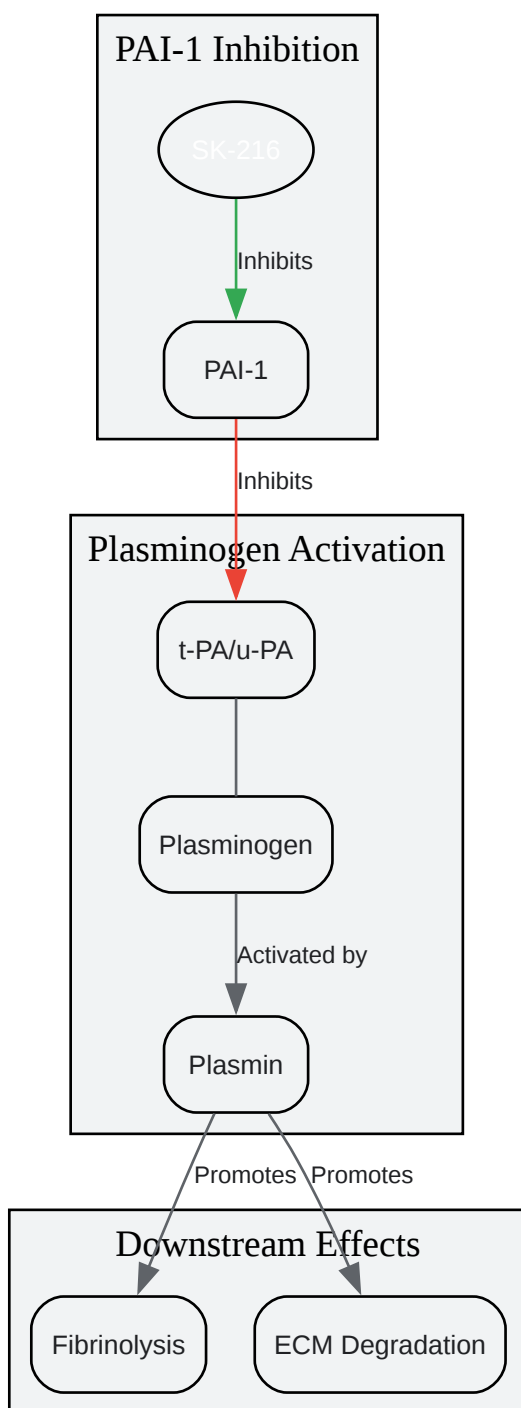 PAI-1 Inhibition
SK-216
Inhibits
PAI-1
Inhibits
Plasminogen Activation
t-PA/u-PA
Plasminogen
Activated by
Plasmin
Promotes Promotes
Downstream Effects
Fibrinolysis
ECM Degradation